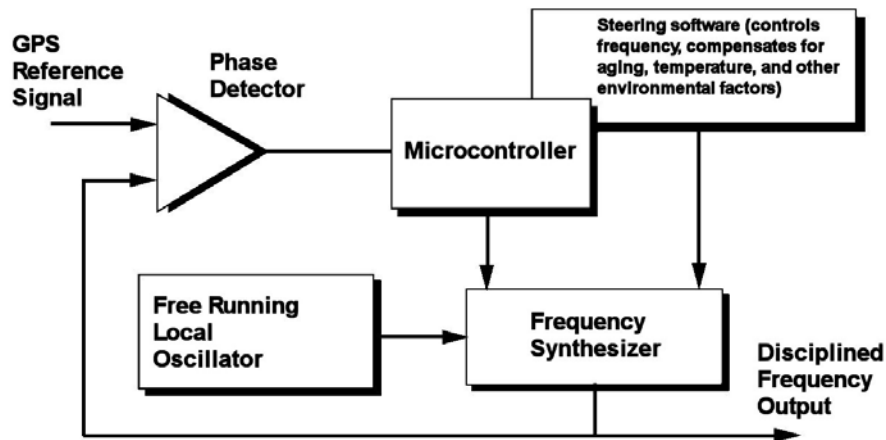 GPS
Reference
Signal
Phase
Detector
Steering software (controls
frequency, compensates for
aging, temperature, and other
environmental factors)
Microcontroller
Free Running
Local
Oscillator
Frequency
Synthesizer
Disciplined
Frequency
Output